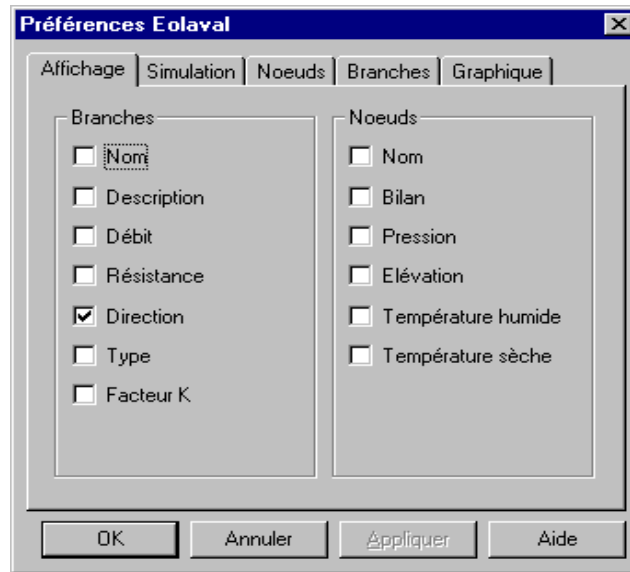 Préférences Eolaval
Affichage Simulation Noeuds Branches Graphique
Branches
Nom
Description
Débit
Résistance
Direction
Type
Facteur K
Noeuds
Nom
Bilan
Pression
Elévation
Température humide
Température sèche
OK Annuler Appliquer Aide